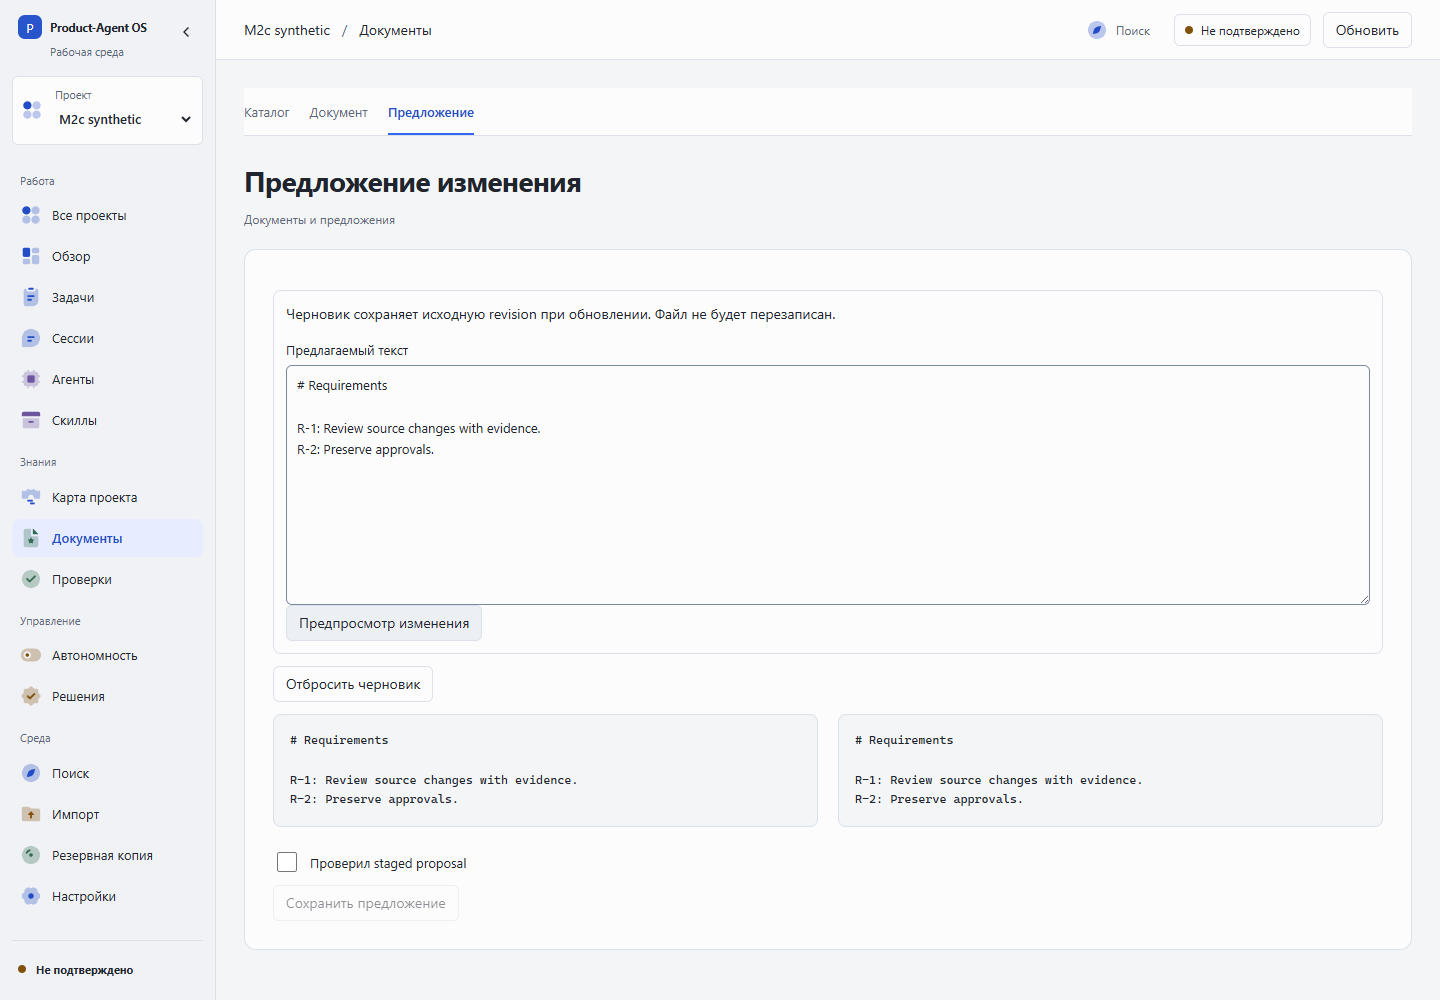 P
Product-Agent OS
Рабочая среда
Проект
M2c synthetic
Работа
Все проекты
Обзор
Задачи
Сессии
Агенты
Скиллы
Знания
Карта проекта
Документы
Проверки
Управление
Автономность
Решения
Среда
Поиск
Импорт
Резервная копия
Настройки
Не подтверждено
M2c synthetic / Документы
Поиск
Не подтверждено
Обновить
Каталог
Документ
Предложение
Предложение изменения
Документы и предложения
Черновик сохраняет исходную revision при обновлении. Файл не будет перезаписан.
Предлагаемый текст
# Requirements
R-1: Review source changes with evidence.
R-2: Preserve approvals.
Предпросмотр изменения
Отбросить черновик
# Requirements
R-1: Review source changes with evidence.
R-2: Preserve approvals.
# Requirements
R-1: Review source changes with evidence.
R-2: Preserve approvals.
Проверил staged proposal
Сохранить предложение